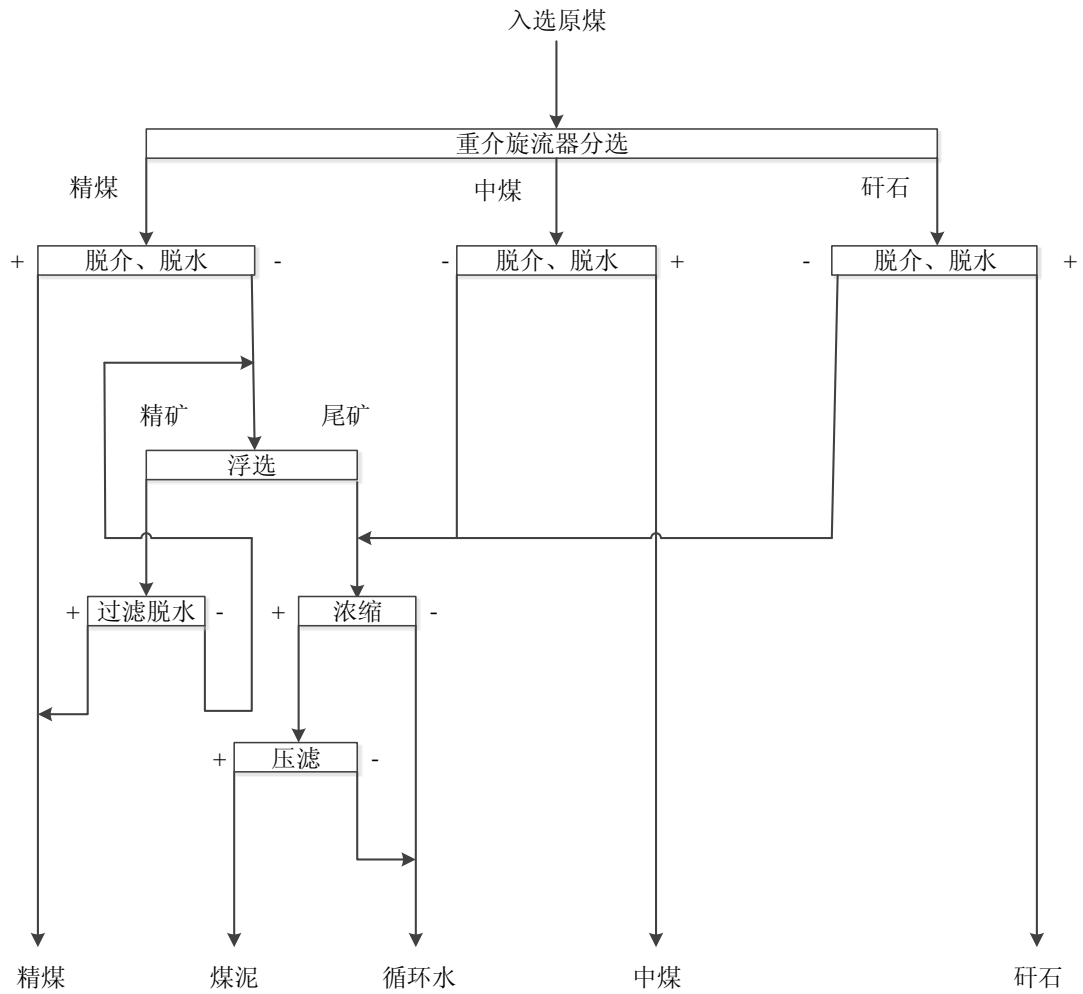 入选原煤
重介旋流器分选
精煤 中煤 矸石
+ 脱介、脱水 - - 脱介、脱水 + - 脱介、脱水 +
精矿 尾矿
浮选
+ 过滤脱水 - + 浓缩 -
+ 压滤 -
精煤 煤泥 循环水 中煤 矸石